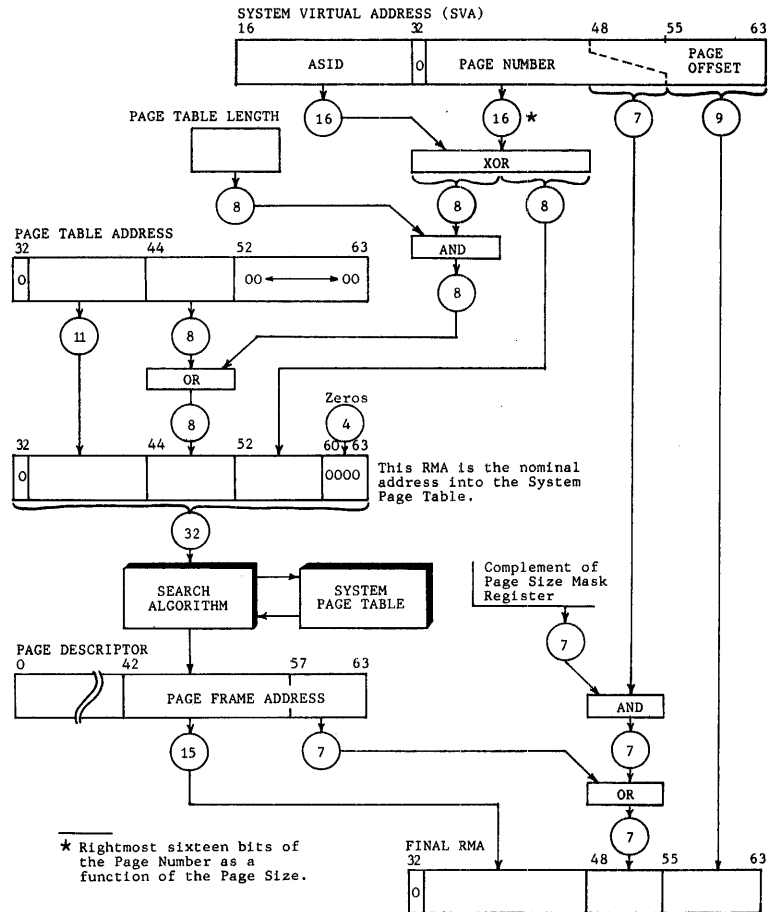 SYSTEM VIRTUAL ADDRESS (SVA)
16 32 48 55 63
ASID 0 PAGE NUMBER PAGE OFFSET
PAGE TABLE LENGTH
16 16 * 7 9
XOR
8 8 8
AND
8
PAGE TABLE ADDRESS
32 44 52 63
0 00 00
11 8
OR
8
Zeros
4
32 44 52 60 63
0 0000
This RMA is the nominal
address into the System
Page Table.
32
SEARCH
ALGORITHM
SYSTEM
PAGE TABLE
Complement of
Page Size Mask
Register
7
PAGE DESCRIPTOR
0 42 57 63
PAGE FRAME ADDRESS
AND
15 7 7
OR
7
* Rightmost sixteen bits of
the Page Number as a
function of the Page Size.
FINAL RMA
32 48 55 63
0